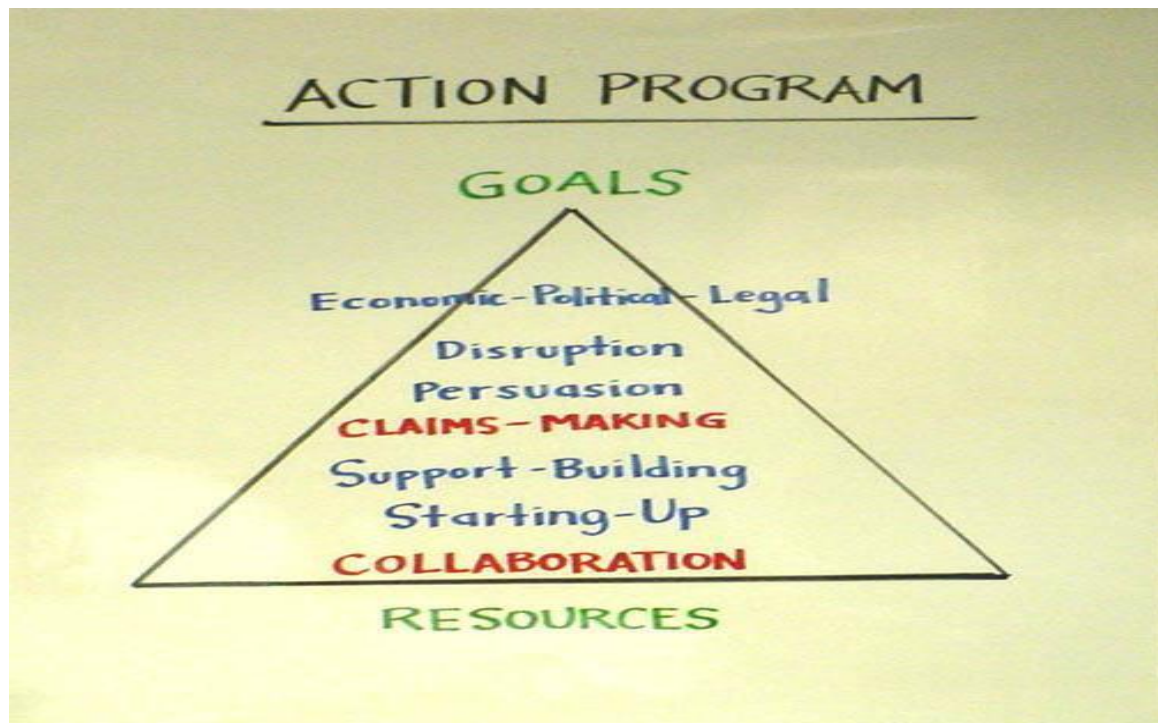 ACTION PROGRAM
GOALS
Economic-Political-Legal
Disruption
Persuasion
CLAIMS-MAKING
Support-Building
Starting-Up
COLLABORATION
RESOURCES